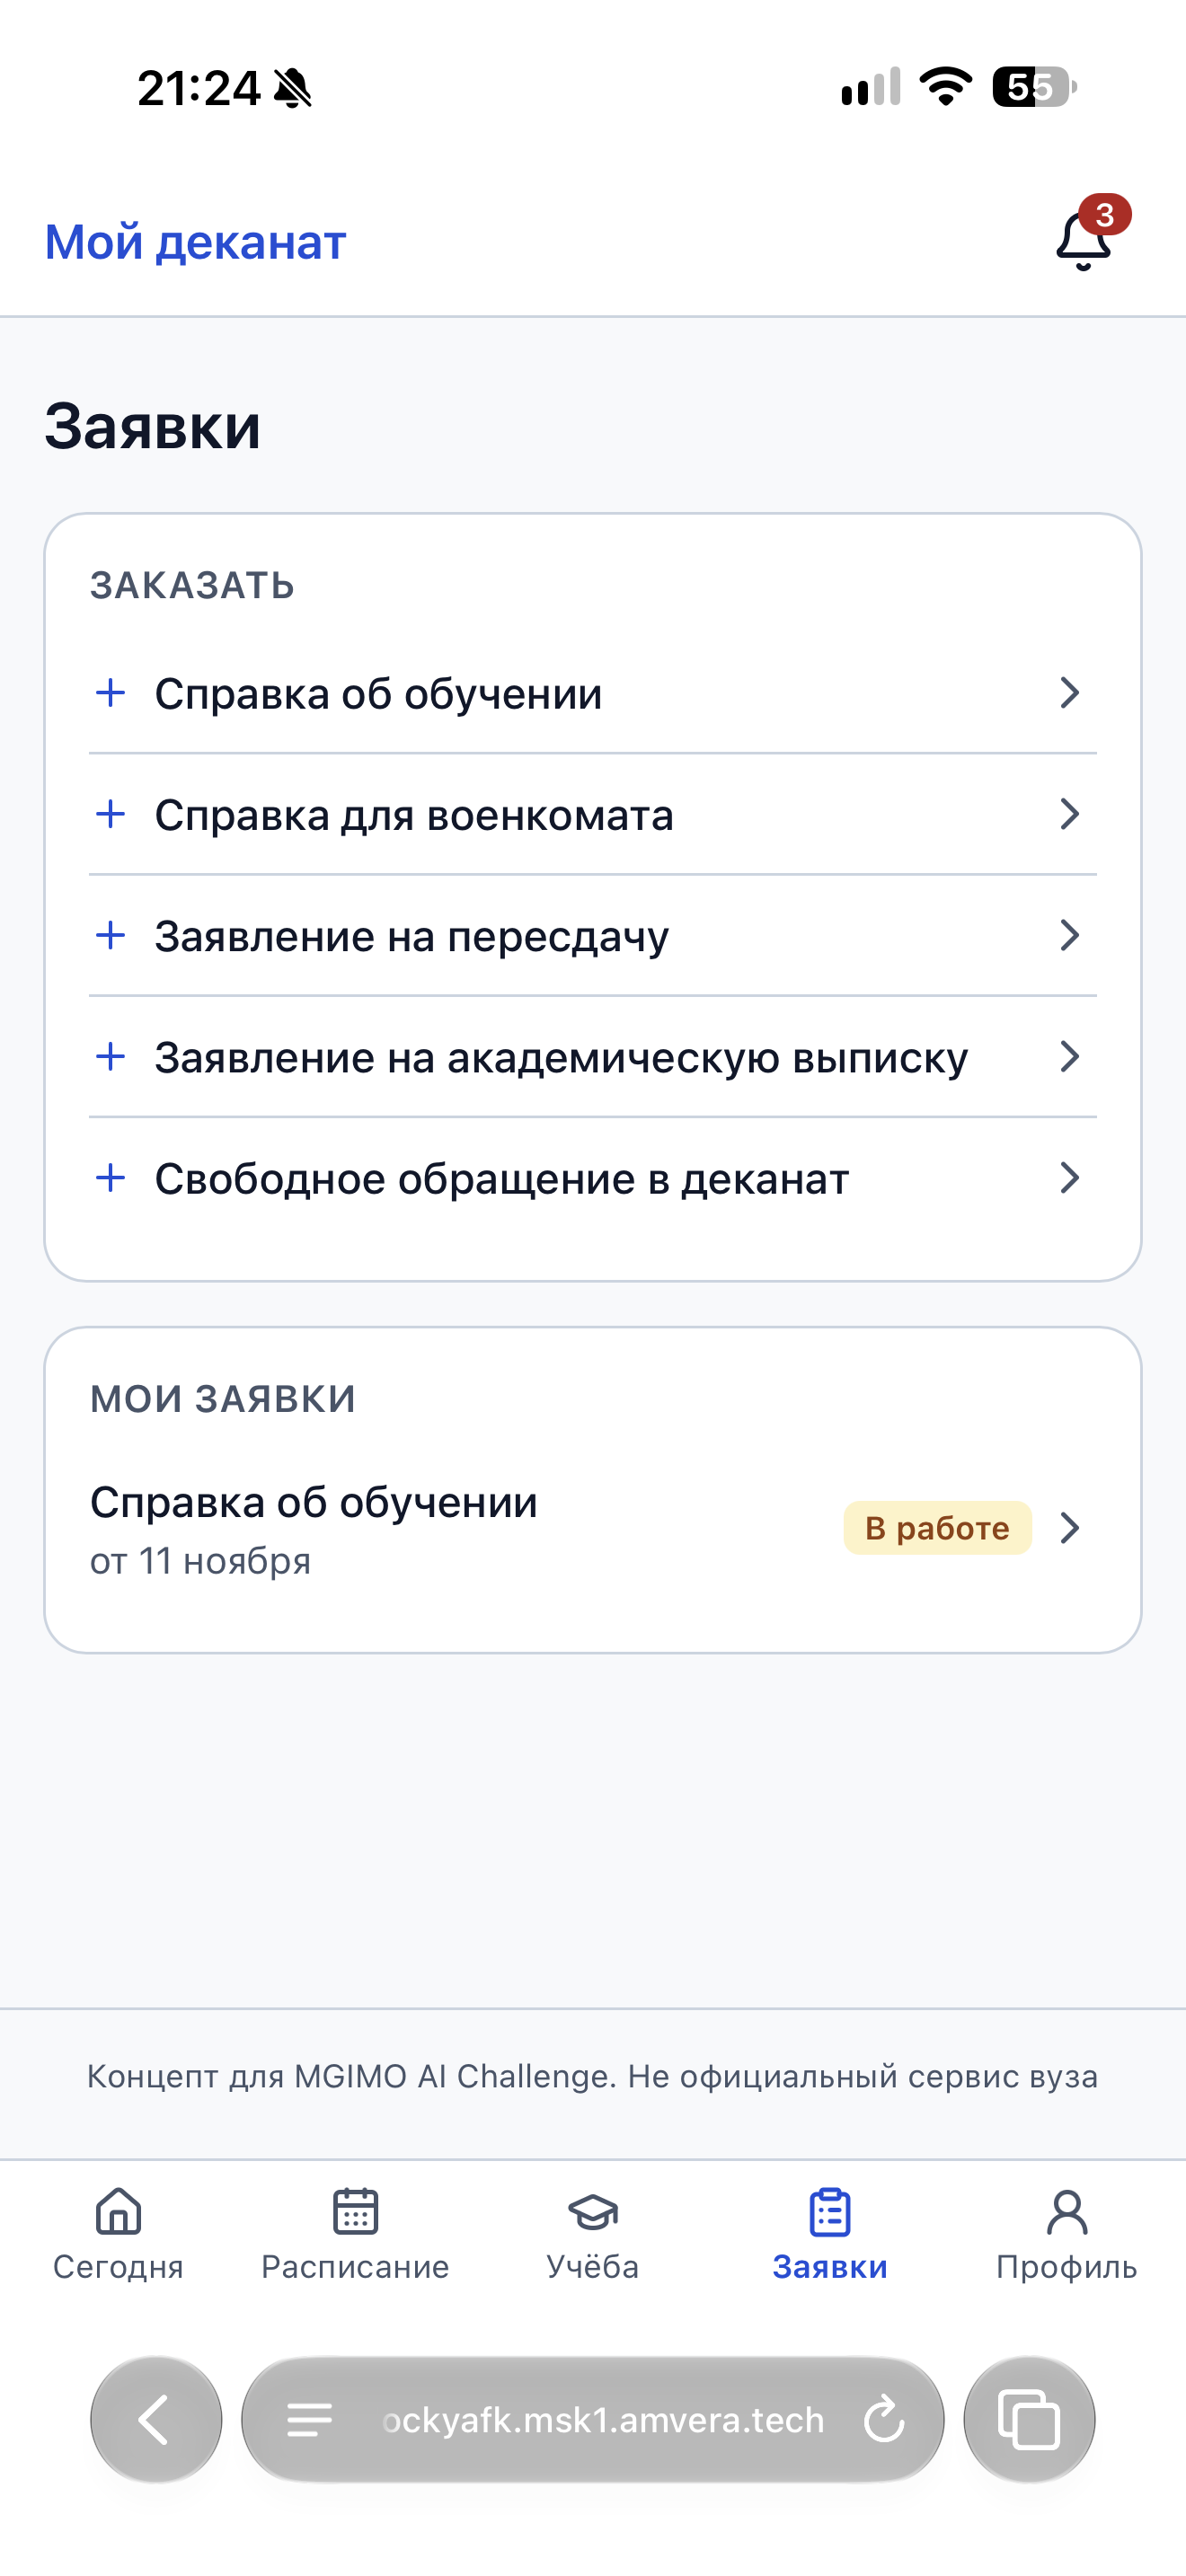 21:24
55
Мой деканат
3
Заявки
ЗАКАЗАТЬ
Справка об обучении
Справка для военкомата
Заявление на пересдачу
Заявление на академическую выписку
Свободное обращение в деканат
МОИ ЗАЯВКИ
Справка об обучении
В работе
от 11 ноября
Концепт для MGIMO AI Challenge. Не официальный сервис вуза
Сегодня
Расписание
Учёба
Заявки
Профиль
ockyafk.msk1.amvera.tech